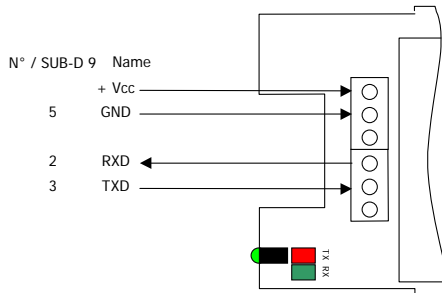 N° / SUB-D 9 Name
+ Vcc
5 GND
2 RXD
3 TXD
TX
RX